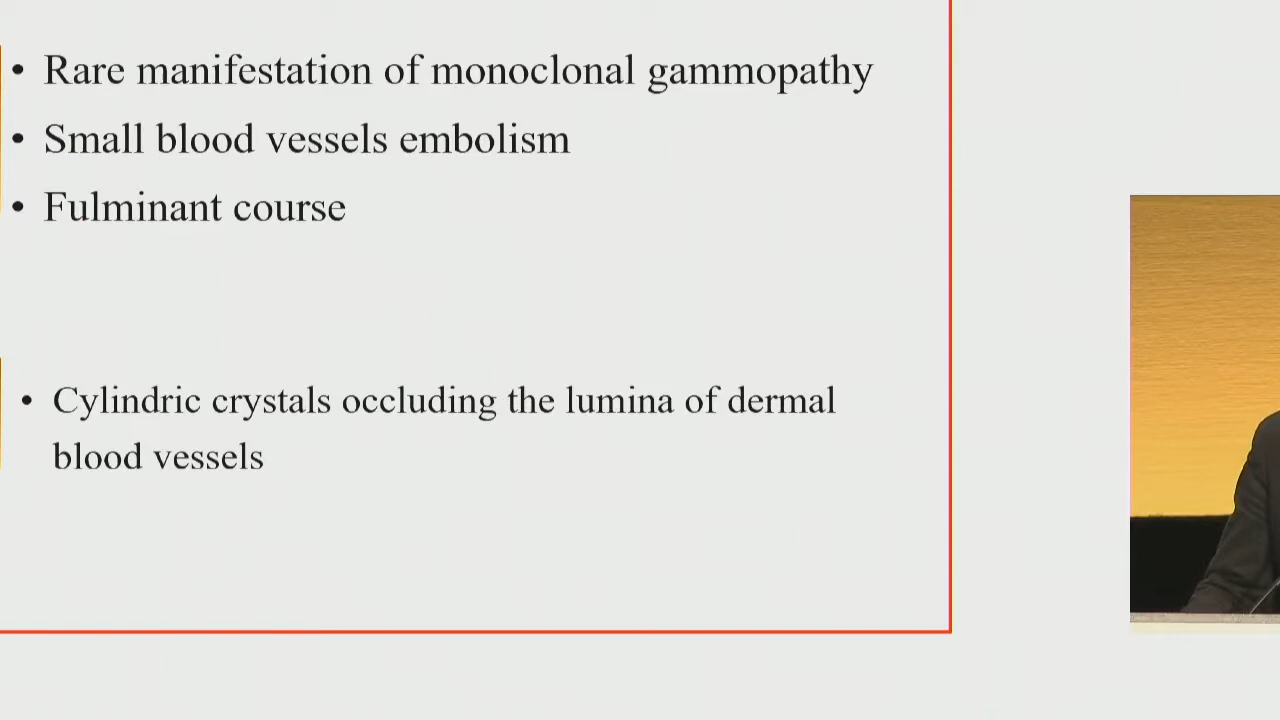 • Rare manifestation of monoclonal gammopathy
• Small blood vessels embolism
• Fulminant course
• Cylindric crystals occluding the lumina of dermal
blood vessels